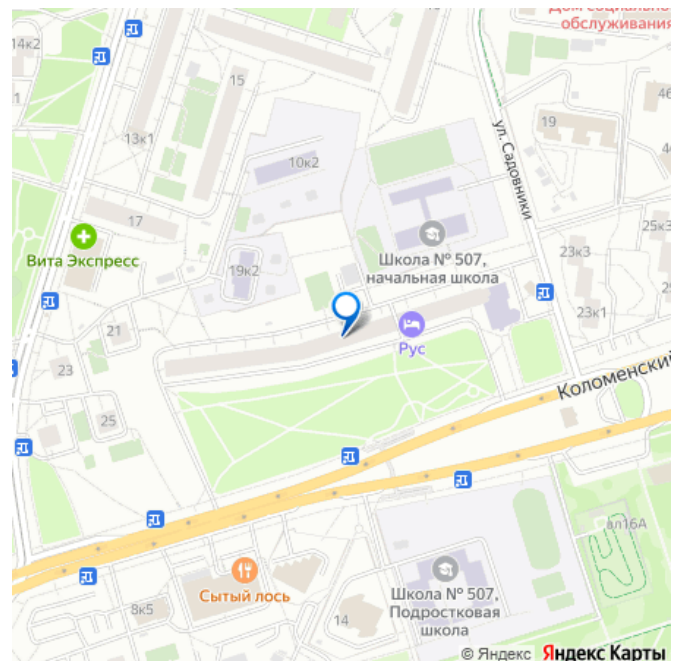 Дом социально
обслуживания
14к2
15
13к1
10к2
19
46
ул. Садовники
17
Вита Экспресс
Школа № 507,
начальная школа
25к3
23к3
19к2
21
Рус
23к1
23
Коломенский
25
вл16А
Сытый лось
8к5
14
Школа № 507,
Подростковая
школа
© Яндекс Яндекс Карты